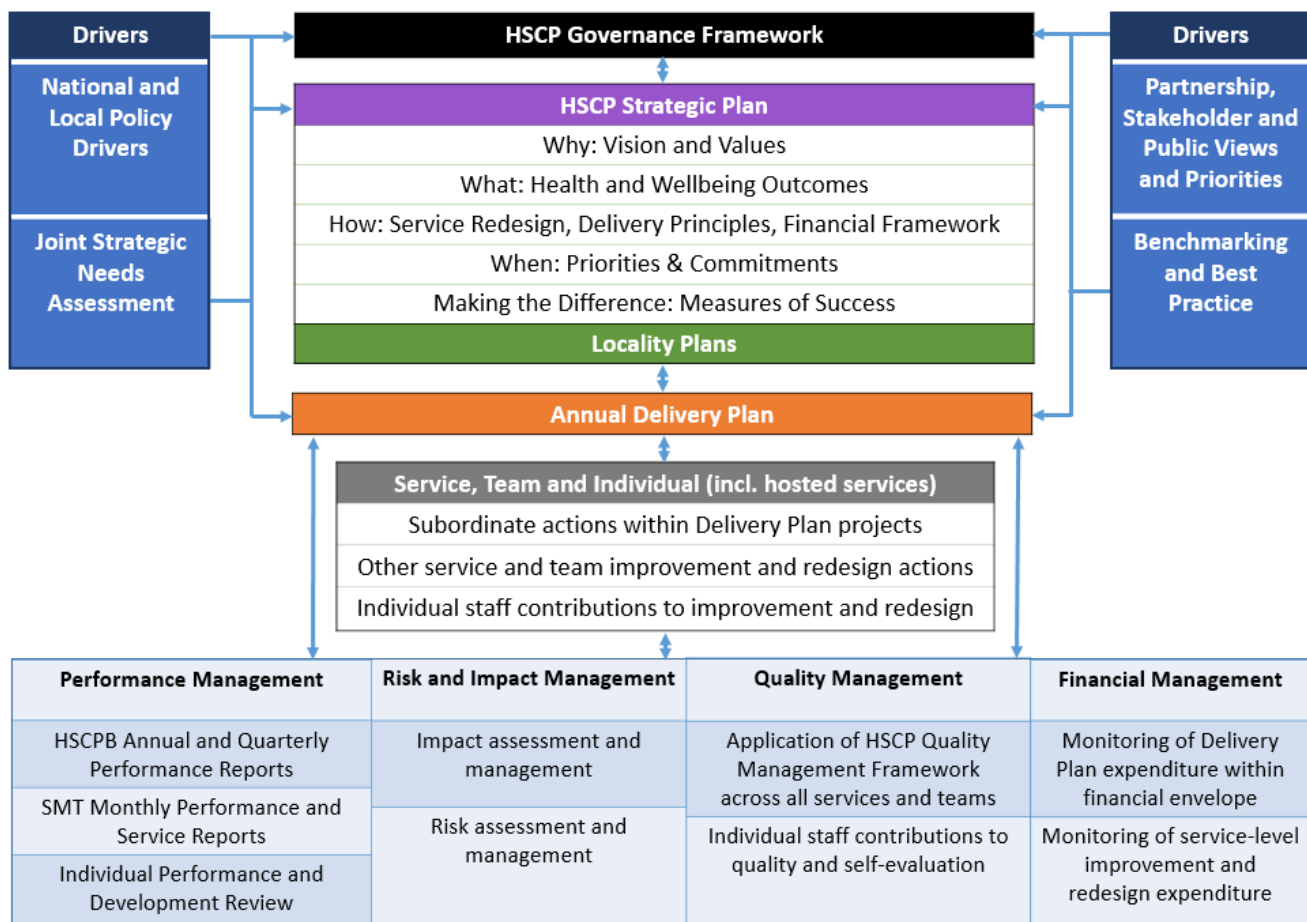 Drivers
National and
Local Policy
Drivers
Joint Strategic
Needs
Assessment
HSCP Governance Framework
HSCP Strategic Plan
Why: Vision and Values
What: Health and Wellbeing Outcomes
How: Service Redesign, Delivery Principles, Financial Framework
When: Priorities & Commitments
Making the Difference: Measures of Success
Locality Plans
Annual Delivery Plan
Drivers
Partnership,
Stakeholder and
Public Views
and Priorities
Benchmarking
and Best
Practice
Service, Team and Individual (incl. hosted services)
Subordinate actions within Delivery Plan projects
Other service and team improvement and redesign actions
Individual staff contributions to improvement and redesign
Performance Management
HSCPB Annual and Quarterly
Performance Reports
SMT Monthly Performance and
Service Reports
Individual Performance and
Development Review
Risk and Impact Management
Impact assessment and
management
Risk assessment and
management
Quality Management
Application of HSCP Quality
Management Framework
across all services and teams
Individual staff contributions to
quality and self-evaluation
Financial Management
Monitoring of Delivery
Plan expenditure within
financial envelope
Monitoring of service-level
improvement and
redesign expenditure